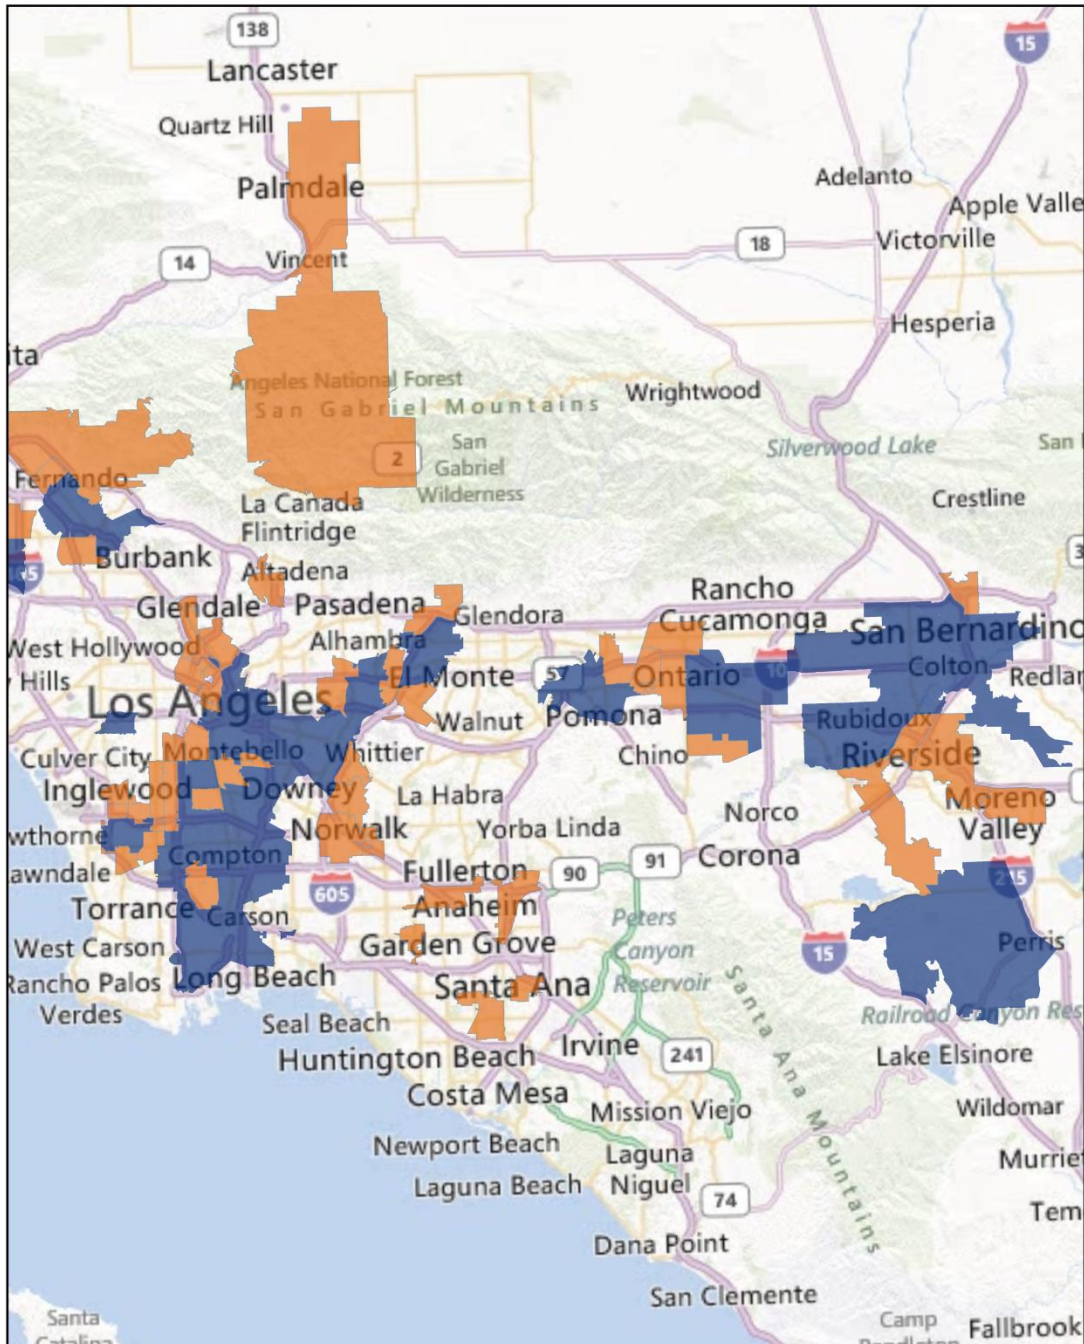 138
15
Lancaster
Quartz Hill
Palmdale
Adelanto
Apple Valle
Victorville
18
14
Vincent
Hesperia
ita
Angeles National Forest
San Gabriel Mountains
Wrightwood
2
San
Gabriel
Wilderness
Silverwood Lake
San
Fernando
La Canada
Flintridge
Crestline
Burbank
Altadena
3
Glendale
Pasadena
Glendora
Rancho
Cucamonga
West Hollywood
Alhambra
San Bernardino
Hills
El Monte
57
Ontario
10
Colton
Redlar
Los Angeles
Walnut
Pomona
Rubidoux
Culver City
Montebello
Whittier
Chino
Riverside
Inglewood
Downey
La Habra
Norco
Moreno
Valley
wthorne
Norwalk
Yorba Linda
Compton
Fullerton
90
91
Corona
awndale
605
215
Torrance
Carson
Anaheim
Peters
Canyon
Reservoir
West Carson
Garden Grove
15
Perris
Rancho Palos
Verdes
Long Beach
Santa Ana
Santa Ana Mountains
Railroad Canyon Res
Seal Beach
Huntington Beach
Irvine
241
Lake Elsinore
Costa Mesa
Mission Viejo
Wildomar
Newport Beach
Laguna
Niguel
Murrie
Laguna Beach
74
Tem
Dana Point
San Clemente
Santa
Catalina
Camp
Pendleton
Fallbrook